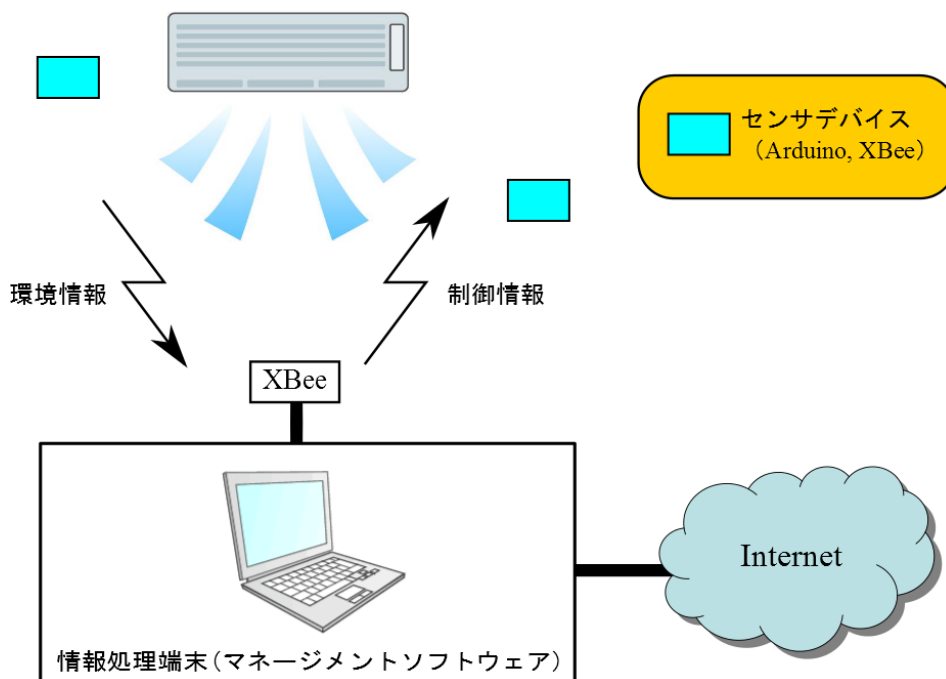 センサデバイス
（Arduino, XBee）
環境情報
制御情報
XBee
Internet
情報処理端末（マネージメントソフトウェア）